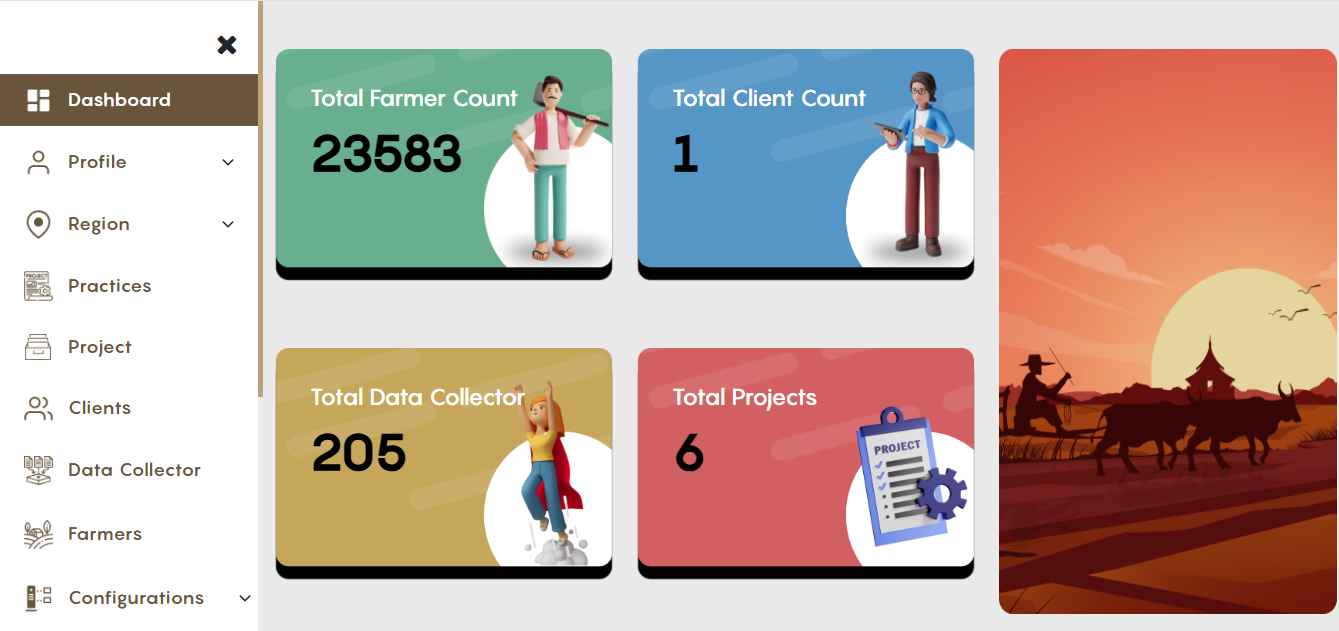 Dashboard
Profile
Region
Practices
Project
Clients
Data Collector
Farmers
Configurations
Total Farmer Count
23583
Total Client Count
1
Total Data Collector
205
Total Projects
6
PROJECT